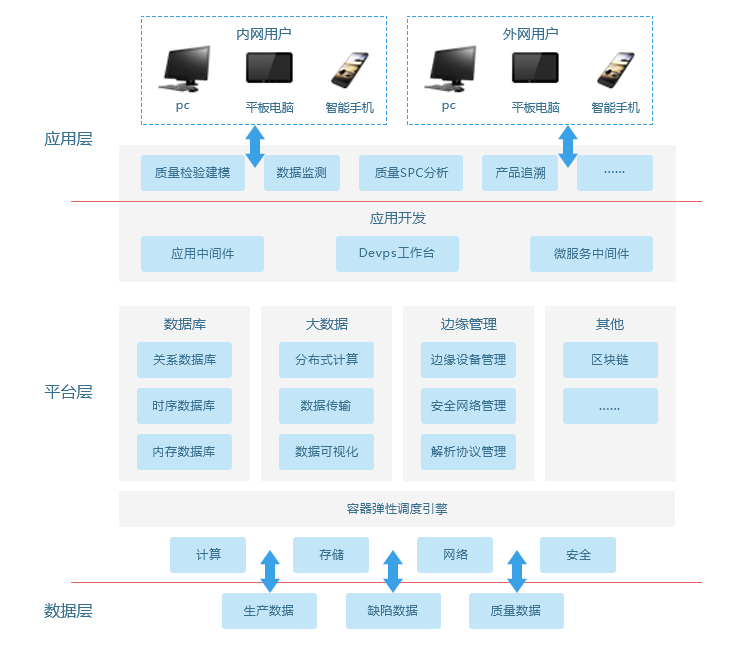 内网用户
外网用户
pc
平板电脑
智能手机
pc
平板电脑
智能手机
应用层
质量检验建模
数据监测
质量SPC分析
产品追溯
······
应用开发
应用中间件
Devps工作台
微服务中间件
平台层
数据库
关系数据库
时序数据库
内存数据库
大数据
分布式计算
数据传输
数据可视化
边缘管理
边缘设备管理
安全网络管理
解析协议管理
其他
区块链
······
容器弹性调度引擎
计算
存储
网络
安全
数据层
生产数据
缺陷数据
质量数据